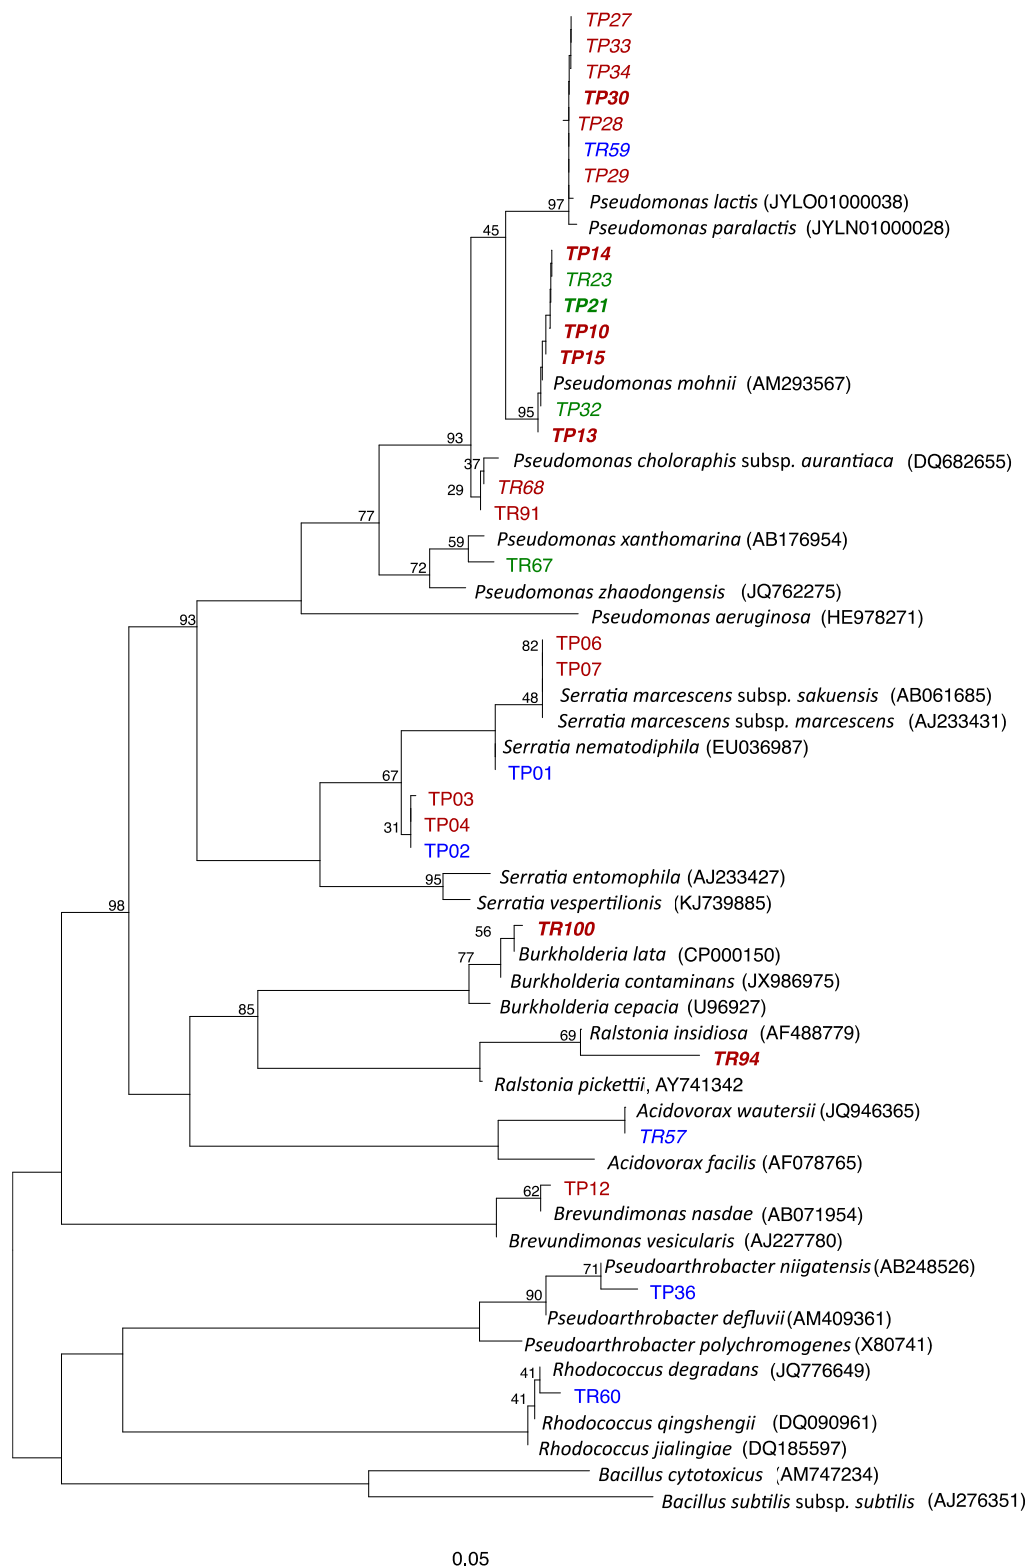 TP27
TP33
TP34
TP30
TP28
TR59
TP29
Pseudomonas lactis (JYLO01000038)
97
Pseudomonas paralactis (JYLN01000028)
45
TP14
TR23
TP21
TP10
TP15
Pseudomonas mohnii (AM293567)
TP32
95
TP13
93
Pseudomonas choloraphis subsp. aurantiaca (DQ682655)
37
TR68
29
TR91
77
Pseudomonas xanthomarina (AB176954)
59
TR67
72
Pseudomonas zhaodongensis (JQ762275)
Pseudomonas aeruginosa (HE978271)
93
TP06
82
TP07
Serratia marcescens subsp. sakuensis (AB061685)
48
Serratia marcescens subsp. marcescens (AJ233431)
Serratia nematodiphila (EU036987)
TP01
67
TP03
TP04
31
TP02
Serratia entomophila (AJ233427)
95
Serratia vespertilionis (KJ739885)
98
TR100
56
Burkholderia lata (CP000150)
77
Burkholderia contaminans (JX986975)
Burkholderia cepacia (U96927)
85
Ralstonia insidiosa (AF488779)
69
TR94
Ralstonia pickettii, AY741342
Acidovorax wautersii (JQ946365)
TR57
Acidovorax facilis (AF078765)
TP12
62
Brevundimonas nasdae (AB071954)
Brevundimonas vesicularis (AJ227780)
Pseudoarthrobacter niigatensis (AB248526)
71
TP36
90
Pseudoarthrobacter defluvii (AM409361)
Pseudoarthrobacter polychromogenes (X80741)
Rhodococcus degradans (JQ776649)
41
TR60
41
Rhodococcus qingshengii (DQ090961)
Rhodococcus jialingiae (DQ185597)
Bacillus cytotoxicus (AM747234)
Bacillus subtilis subsp. subtilis (AJ276351)
0.05